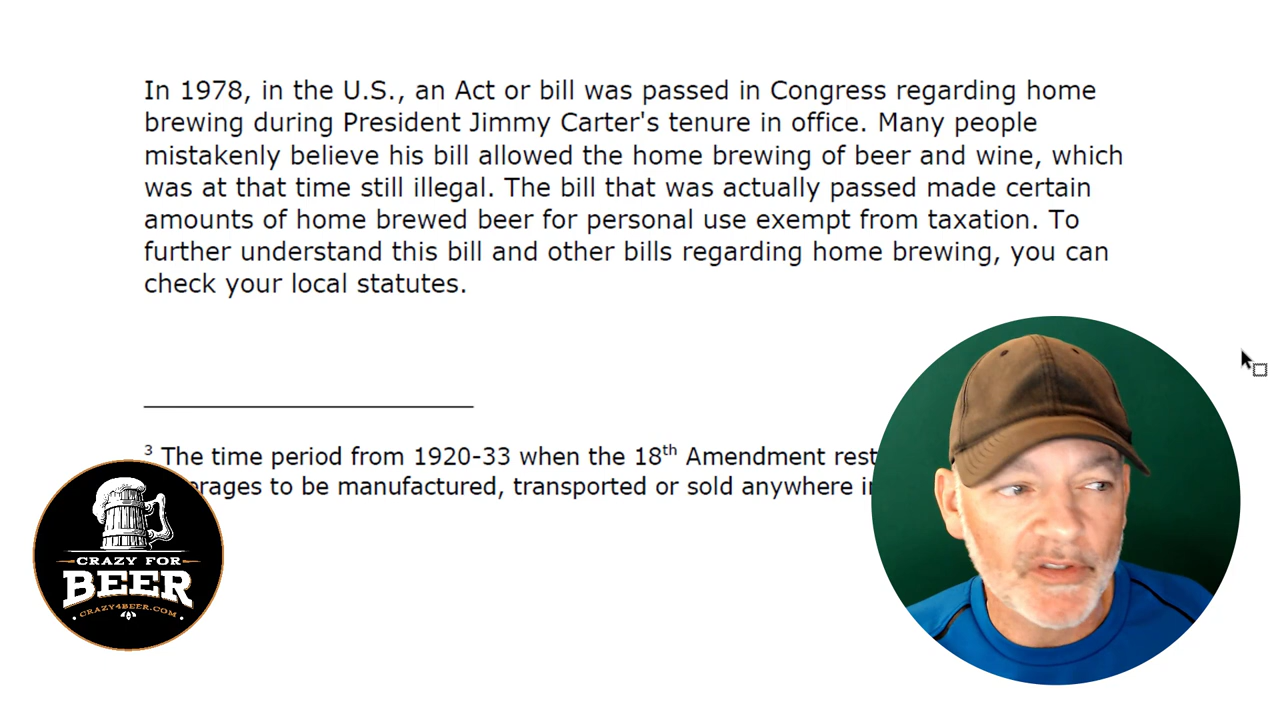 In 1978, in the U.S., an Act or bill was passed in Congress regarding home
brewing during President Jimmy Carter's tenure in office. Many people
mistakenly believe his bill allowed the home brewing of beer and wine, which
was at that time still illegal. The bill that was actually passed made certain
amounts of home brewed beer for personal use exempt from taxation. To
further understand this bill and other bills regarding home brewing, you can
check your local statutes.
3 The time period from 1920-33 when the 18th Amendment
to be manufactured, transported or sold anywhere
CRAZY FOR
BEER
CRAZY4BEER.COM